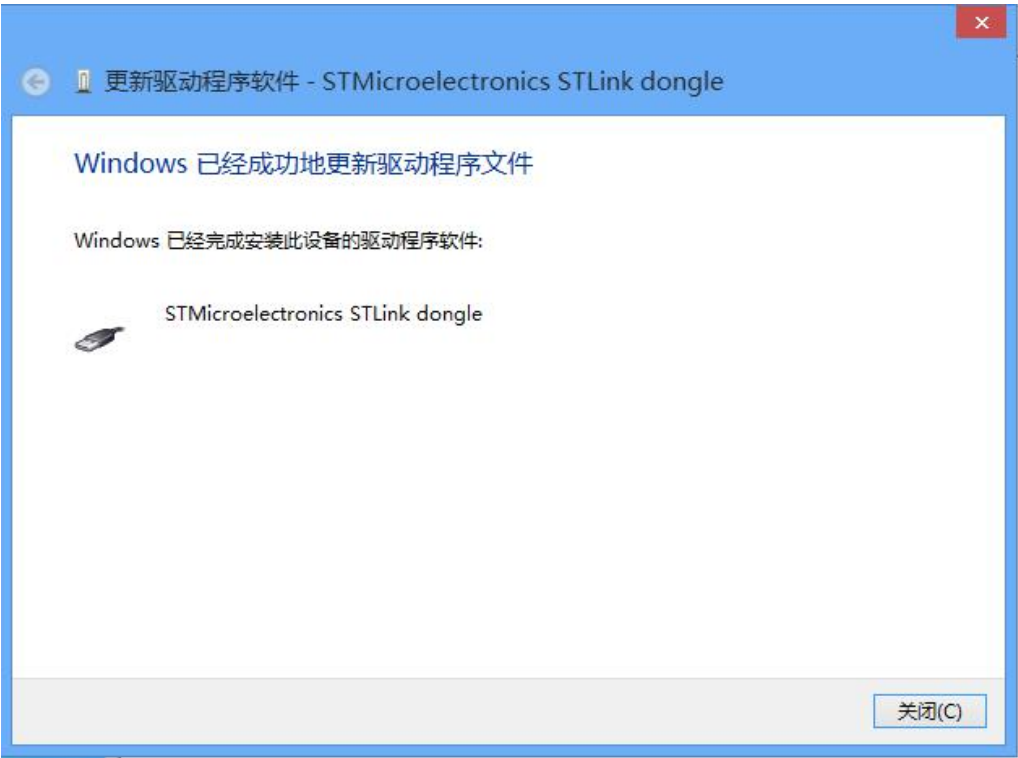 更新驱动程序软件 - STMicroelectronics STLink dongle
Windows 已经成功地更新驱动程序文件
Windows 已经完成安装此设备的驱动程序软件:
STMicroelectronics STLink dongle
关闭(C)